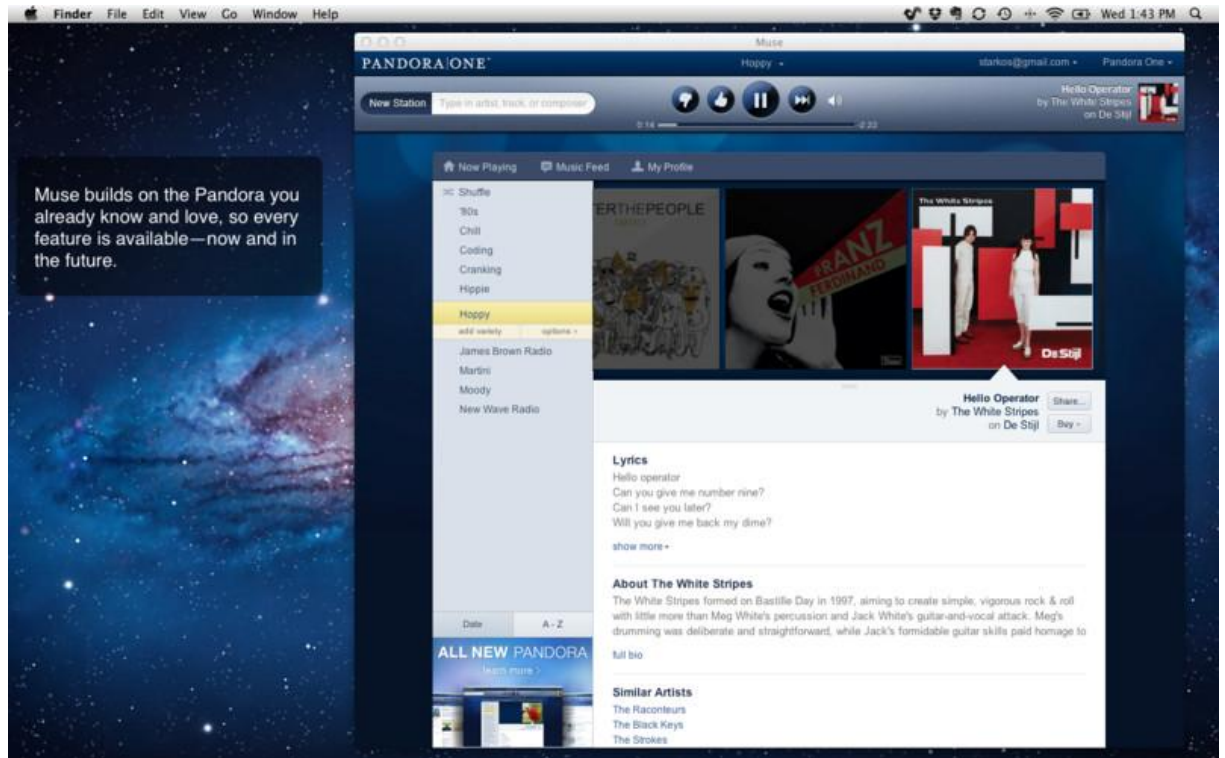 Finder File Edit View Go Window Help
Wed 1:43 PM
Muse
PANDORA|ONE
Hoppy
starkos@gmail.com
Pandora One
New Station
Type in artist, track, or composer
0:14
-2:33
Hello Operator
by The White Stripes
on De Stijl
Now Playing
Music Feed
My Profile
Muse builds on the Pandora you
already know and love, so every
feature is available—now and in
the future.
Shuffle
'80s
Chill
Coding
Cranking
Hippie
Hoppy
add variety
options
James Brown Radio
Martini
Moody
New Wave Radio
Date
A - Z
ALL NEW PANDORA
learn more >
ERTHEPEOPLE
FRANZ
FERDINAND
The White Stripes
De Stijl
Hello Operator
by The White Stripes
on De Stijl
Share...
Buy
Lyrics
Hello operator
Can you give me number nine?
Can I see you later?
Will you give me back my dime?
show more
About The White Stripes
The White Stripes formed on Bastille Day in 1997, aiming to create simple, vigorous rock & roll
with little more than Meg White's percussion and Jack White's guitar-and-vocal attack. Meg's
drumming was deliberate and straightforward, while Jack's formidable guitar skills paid homage to
full bio
Similar Artists
The Raconteurs
The Black Keys
The Strokes